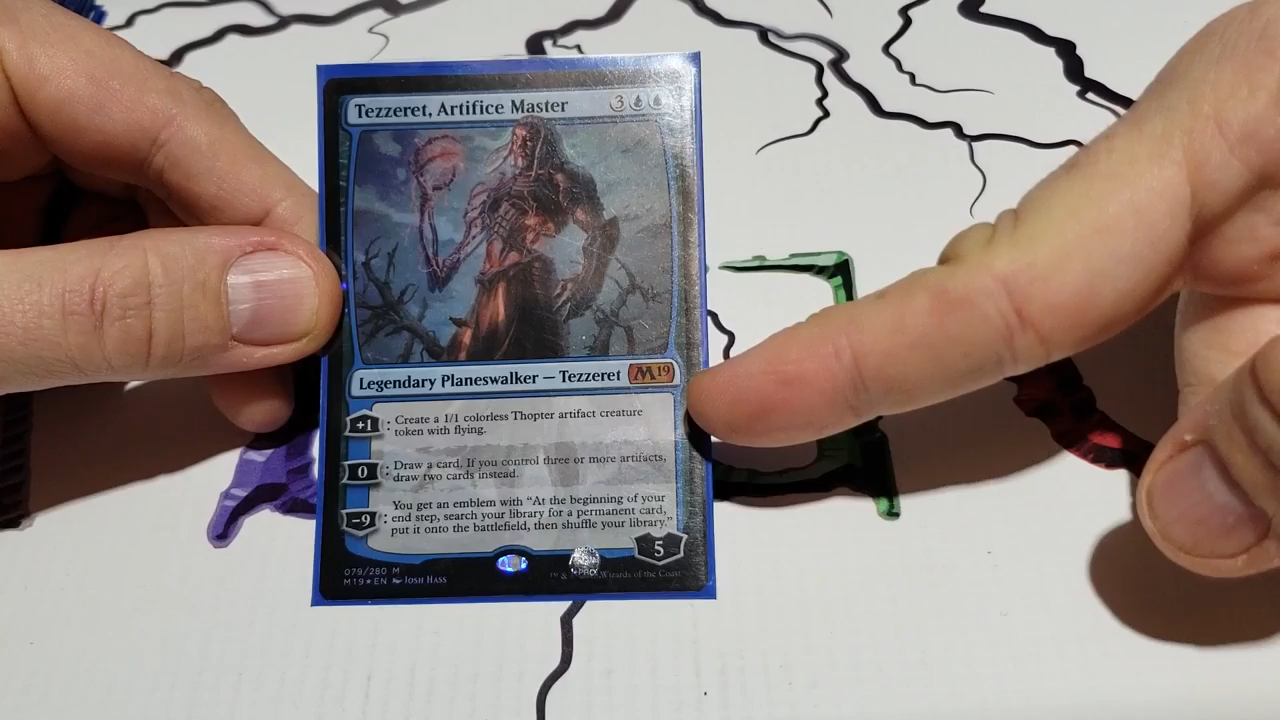 Tezzeret, Artifice Master 3
Legendary Planeswalker — Tezzeret M19
+1 : Create a 1/1 colorless Thopter artifact creature
token with flying.
0 : Draw a card. If you control three or more artifacts,
draw two cards instead.
-9 : You get an emblem with “At the beginning of your
end step, search your library for a permanent card,
put it onto the battlefield, then shuffle your library.”
5
079/280 M
M19★EN Josh Hass
™ & Wizards of the Coast